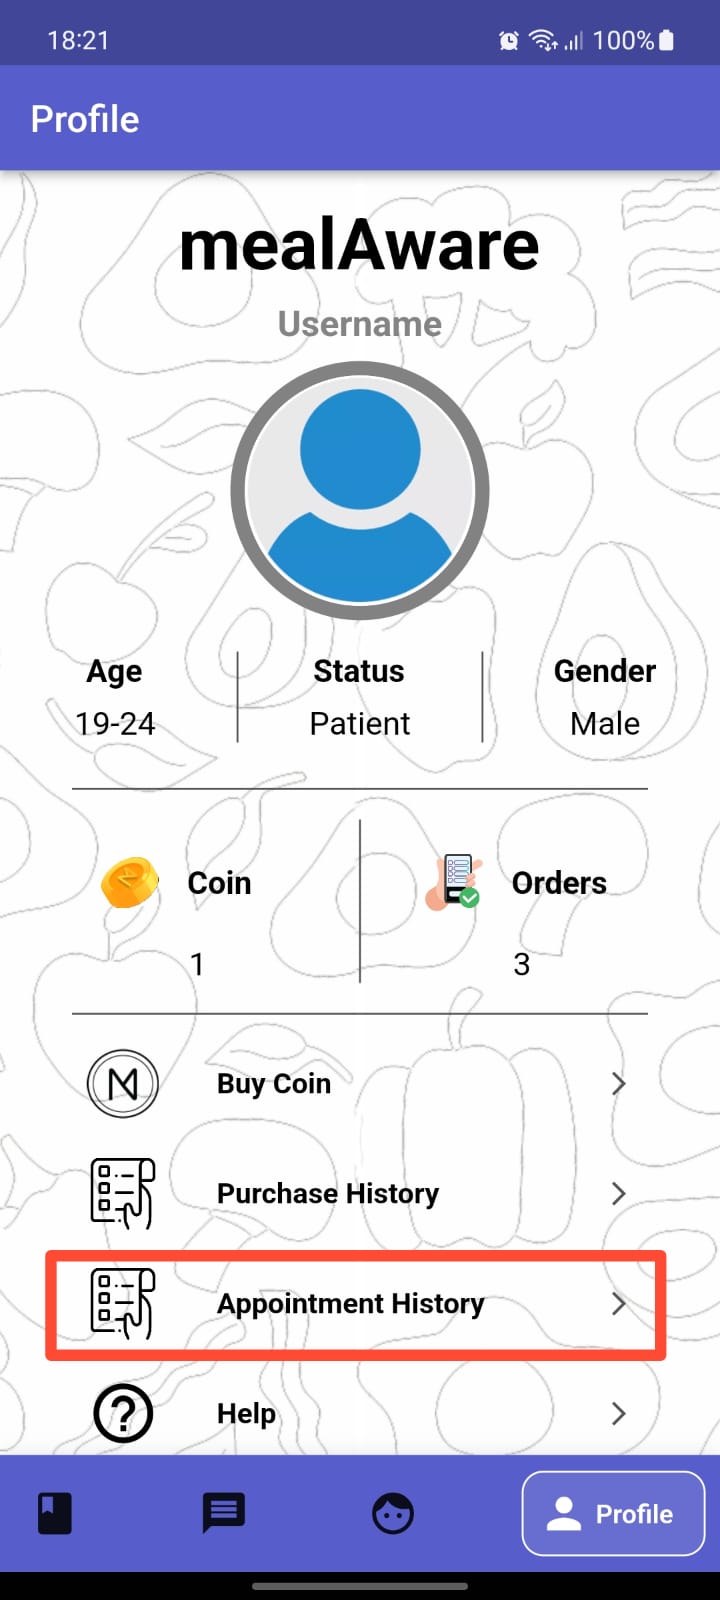 18:21
100%
Profile
mealAware
Username
Age
Status
Gender
19-24
Patient
Male
Coin
Orders
1
3
Buy Coin
Purchase History
Appointment History
Help
Profile